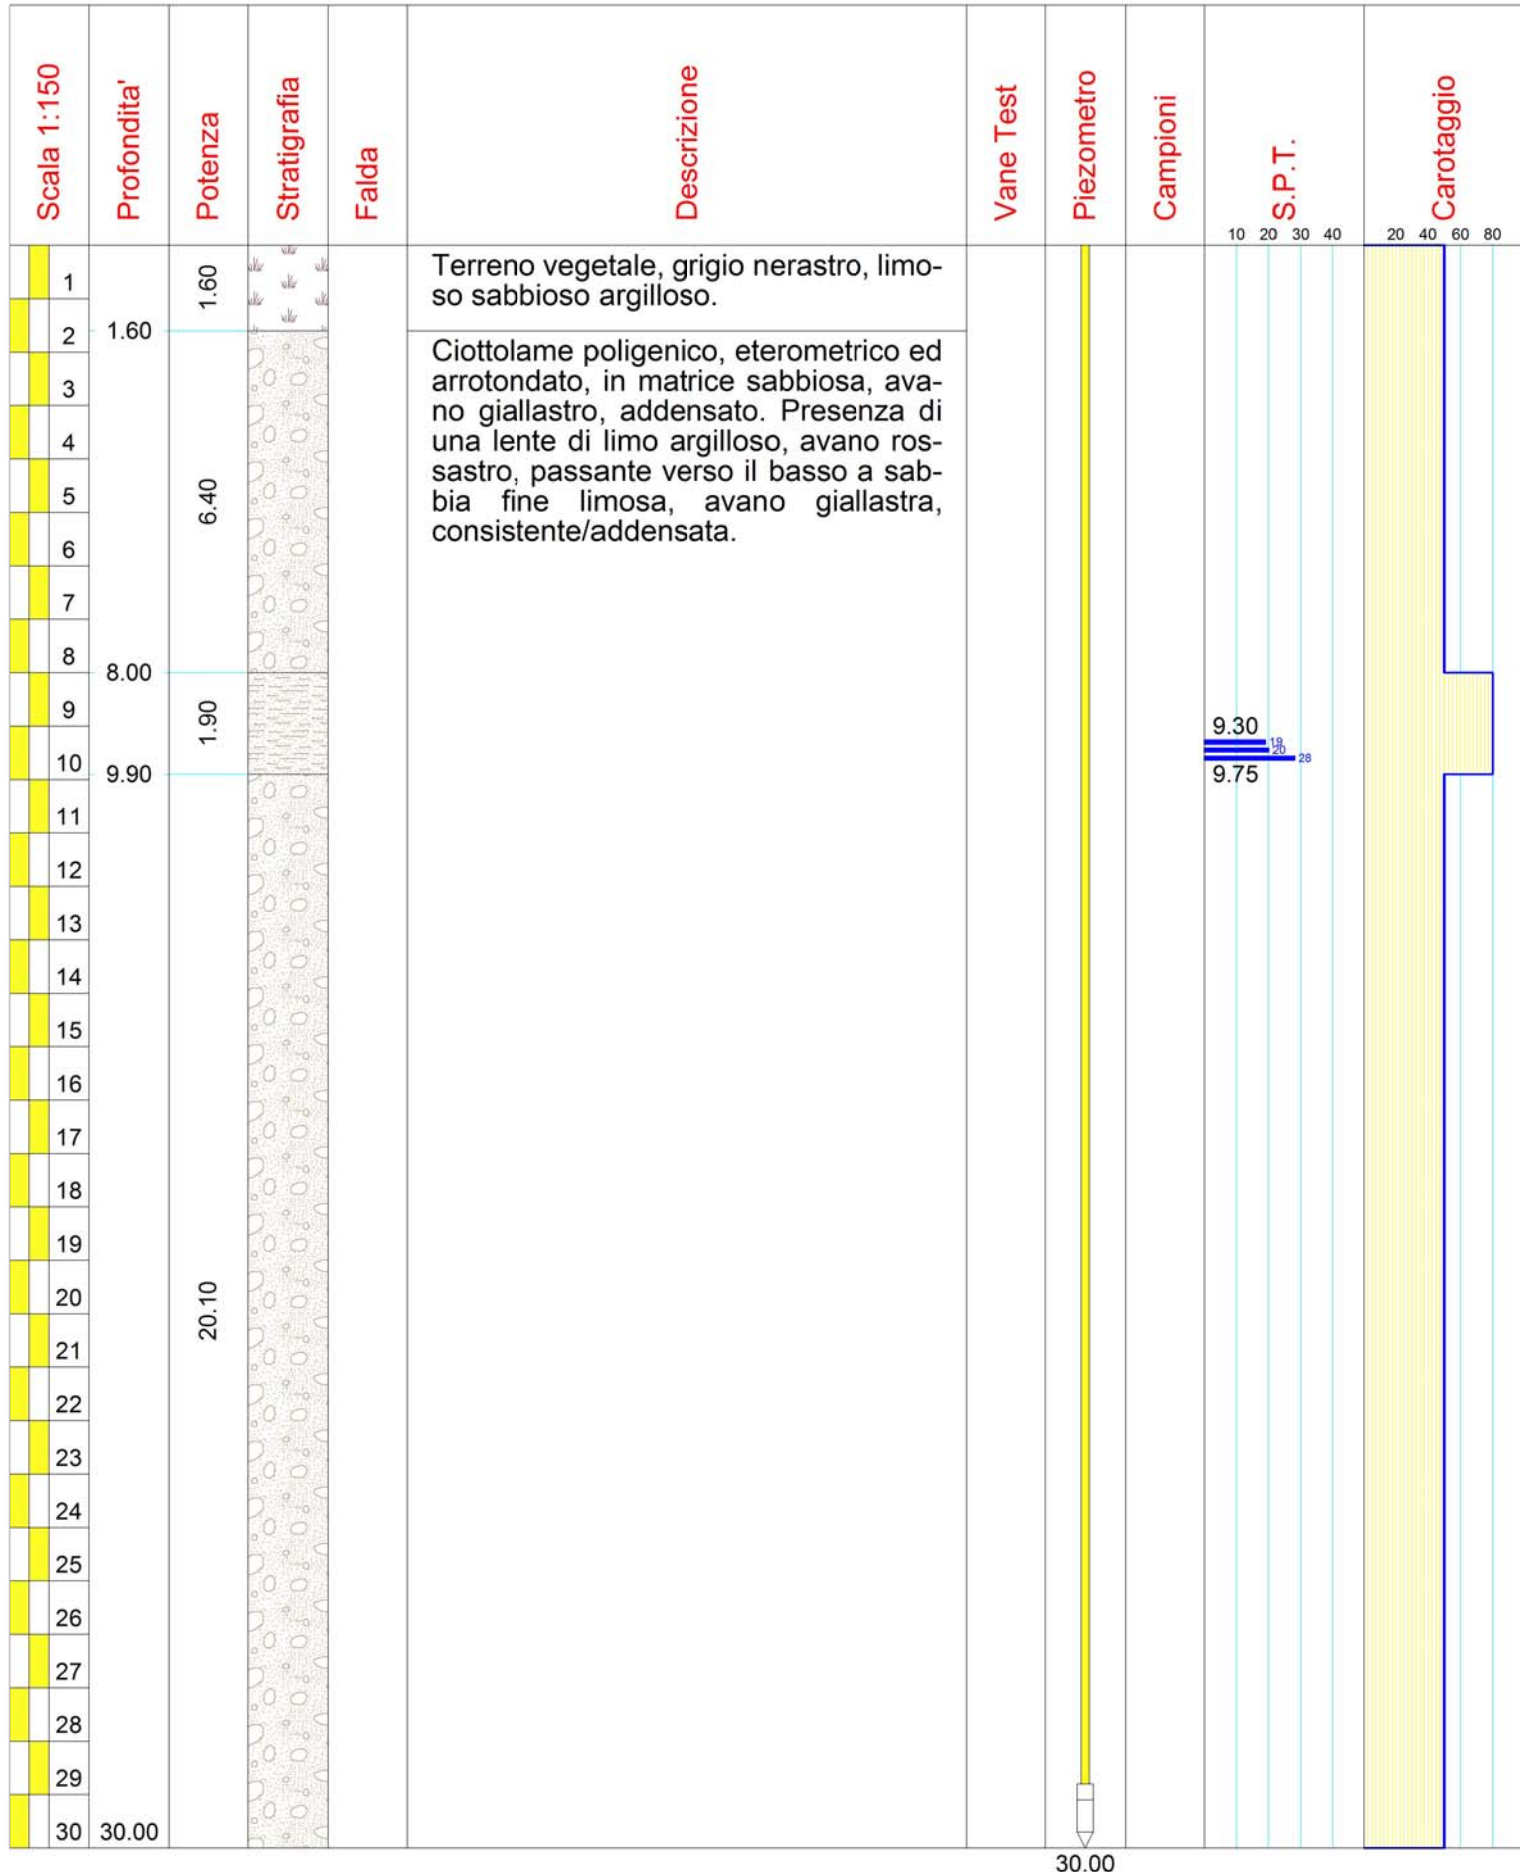 Scala 1:150
Profondita'
Potenza
Stratigrafia
Falda
Descrizione
Vane Test
Piezometro
Campioni
S.P.T.
Carotaggio
10 20 30 40
20 40 60 80
1
2
3
4
5
6
7
8
9
10
11
12
13
14
15
16
17
18
19
20
21
22
23
24
25
26
27
28
29
30
1.60
8.00
9.90
30.00
1.60
6.40
1.90
20.10
Terreno vegetale, grigio nerastro, limo-
so sabbioso argilloso.
Ciottolame poligenico, eterometrico ed
arrotondato, in matrice sabbiosa, ava-
no giallastro, addensato. Presenza di
una lente di limo argilloso, avano ros-
sastro, passante verso il basso a sab-
bia fine limosa, avano giallastra,
consistente/addensata.
30.00
9.30
19
20
28
9.75